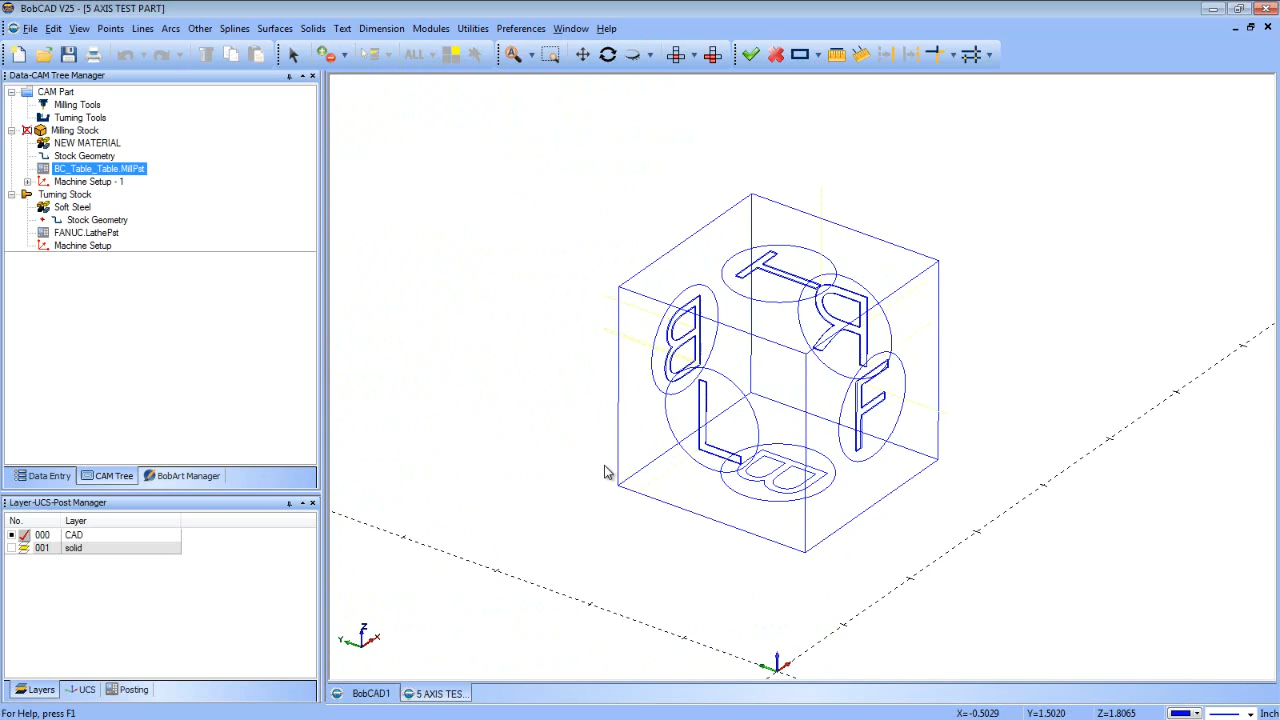 BobCAD V25 - [5 AXIS TEST PART]
File Edit View Points Lines Arcs Other Splines Surfaces Solids Text Dimension Modules Utilities Preferences Window Help
ALL
Data-CAM Tree Manager
CAM Part
Milling Tools
Turning Tools
Milling Stock
NEW MATERIAL
Stock Geometry
BC_Table_Table.MillPst
Machine Setup - 1
Turning Stock
Soft Steel
Stock Geometry
FANUC.LathePst
Machine Setup
T
R
B
F
L
B
Data Entry CAM Tree BobArt Manager
Layer-UCS-Post Manager
No. Layer
000 CAD
001 solid
Z
Y X
Layers UCS Posting
BobCAD1 5 AXIS TES...
For Help, press F1 X= -0.5029 Y=1.5020 Z=1.8065 Inch